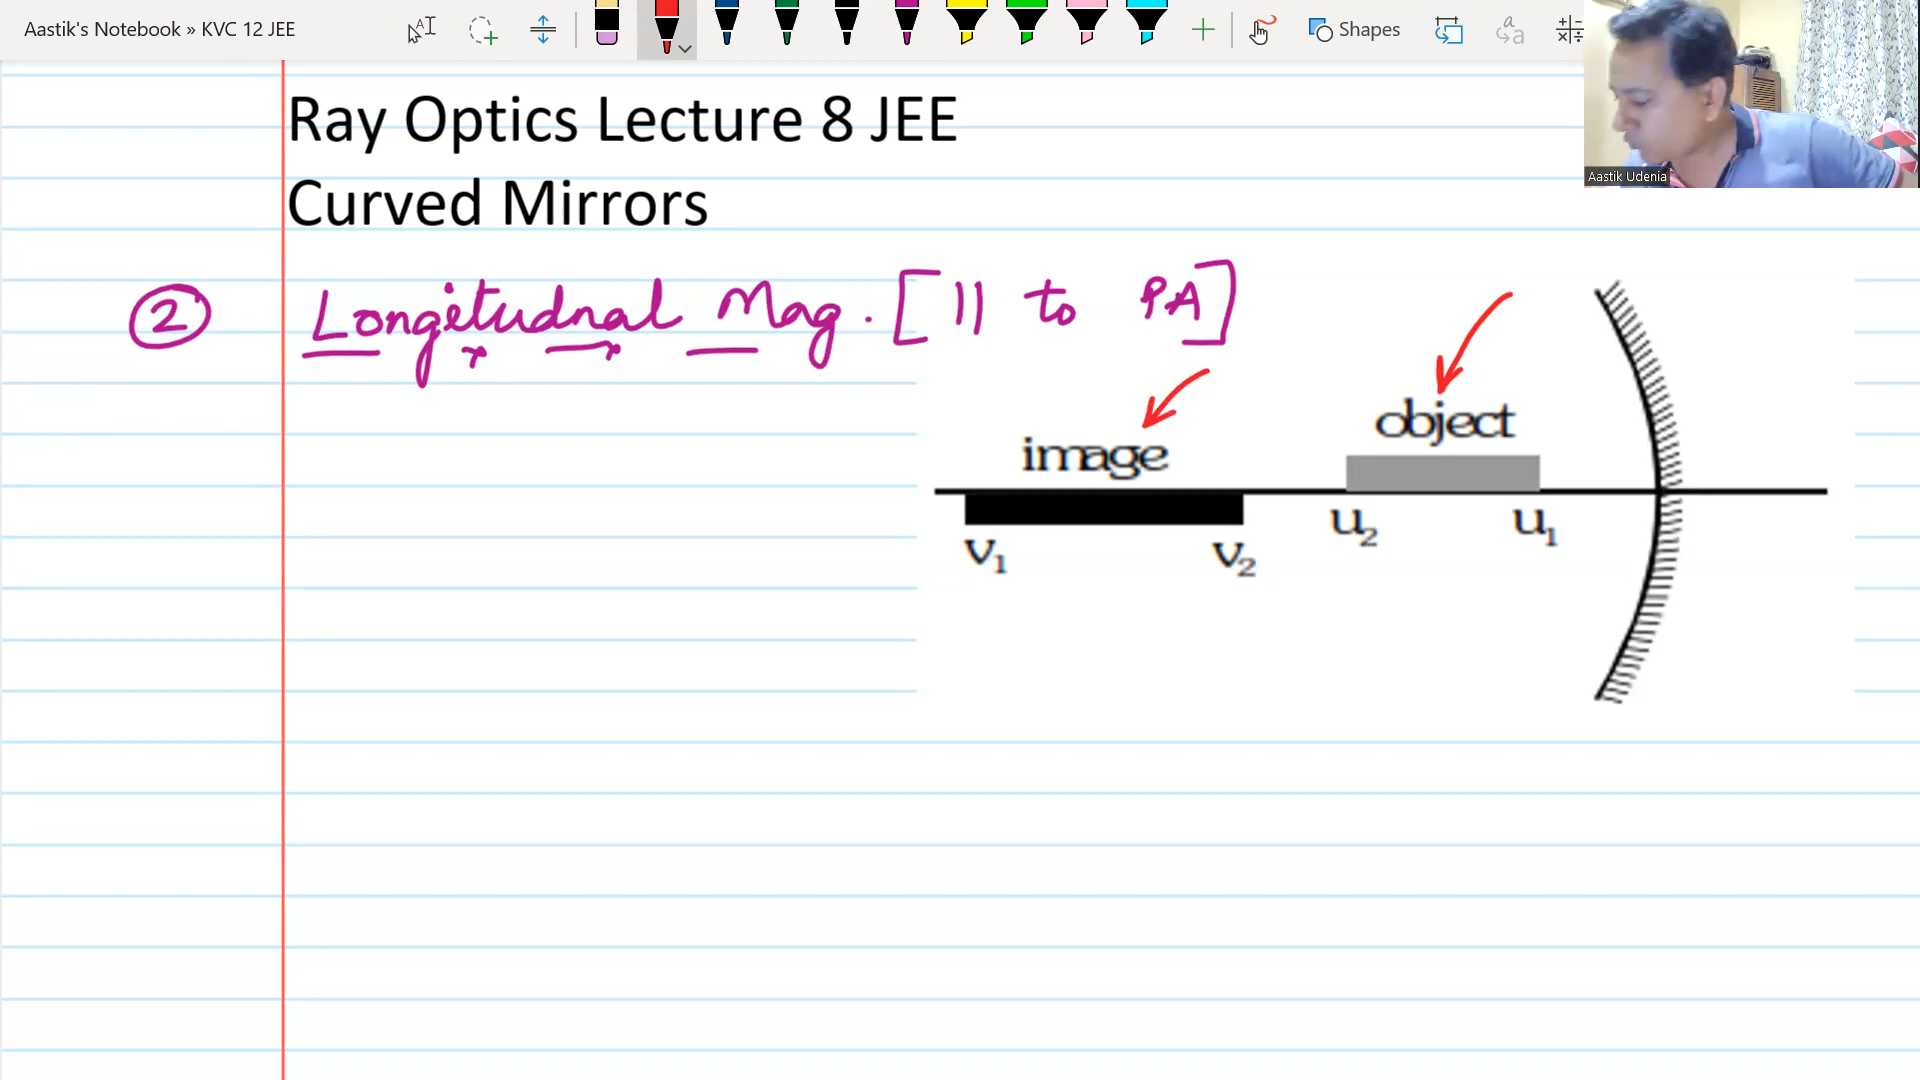 Aastik's Notebook » KVC 12 JEE
Shapes
Aastik Udenia
Ray Optics Lecture 8 JEE
Curved Mirrors
② Longitudnal Mag. [ || to PA]
object
image
u₂ u₁
v₁ v₂